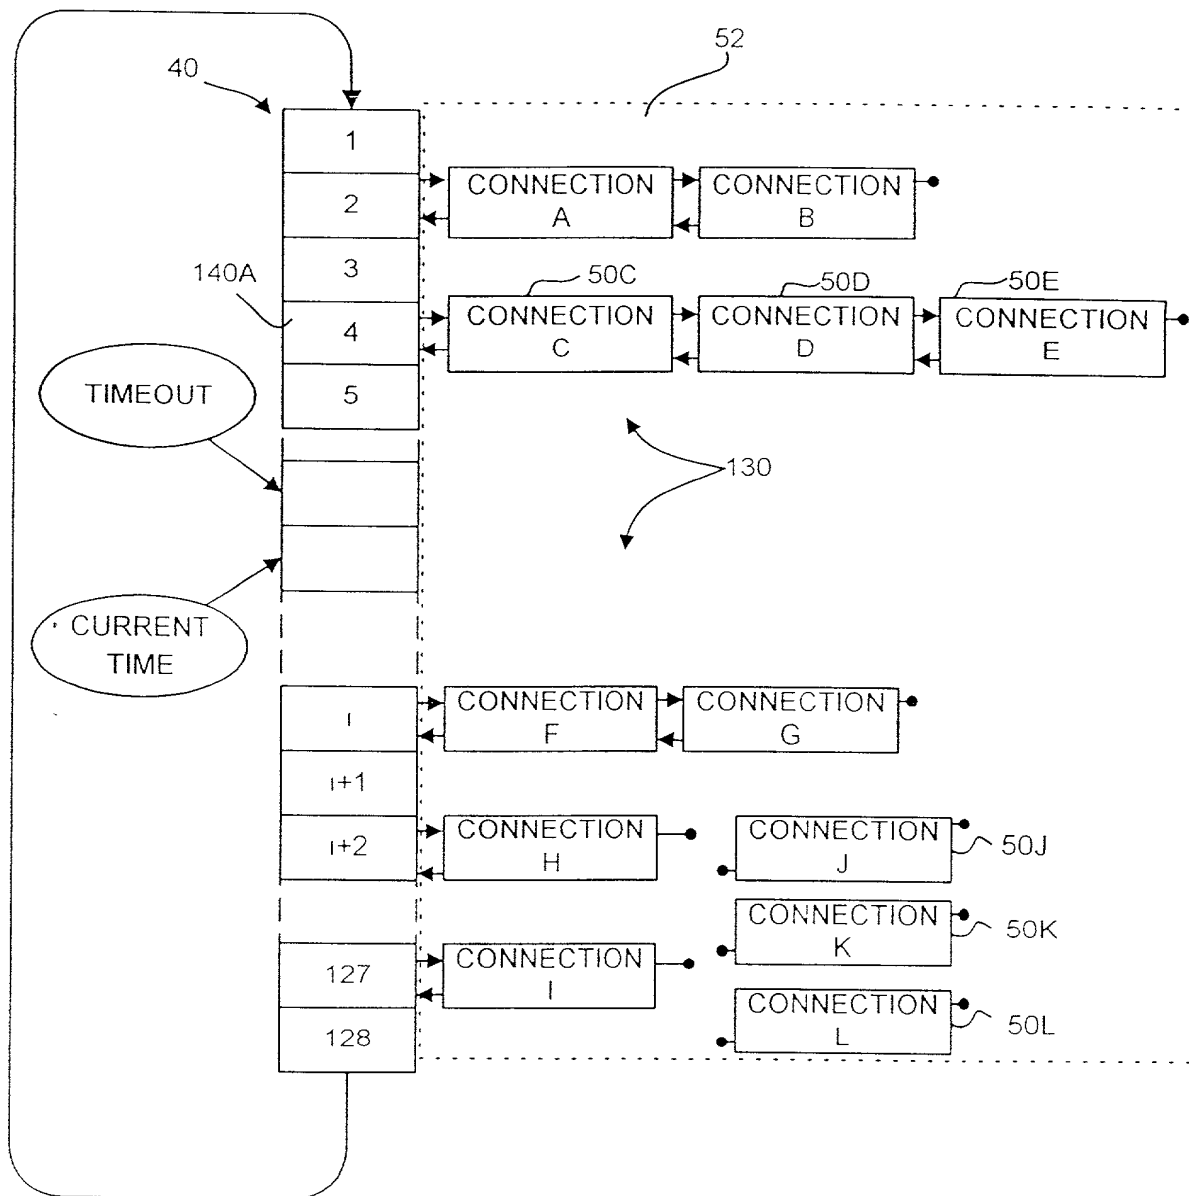 52
40
1
2
CONNECTION
A
CONNECTION
B
3
140A
50C
50D
50E
4
CONNECTION
C
CONNECTION
D
CONNECTION
E
5
TIMEOUT
130
CURRENT
TIME
i
CONNECTION
F
CONNECTION
G
i+1
i+2
CONNECTION
H
CONNECTION
J
50J
CONNECTION
K
50K
127
CONNECTION
I
128
CONNECTION
L
50L